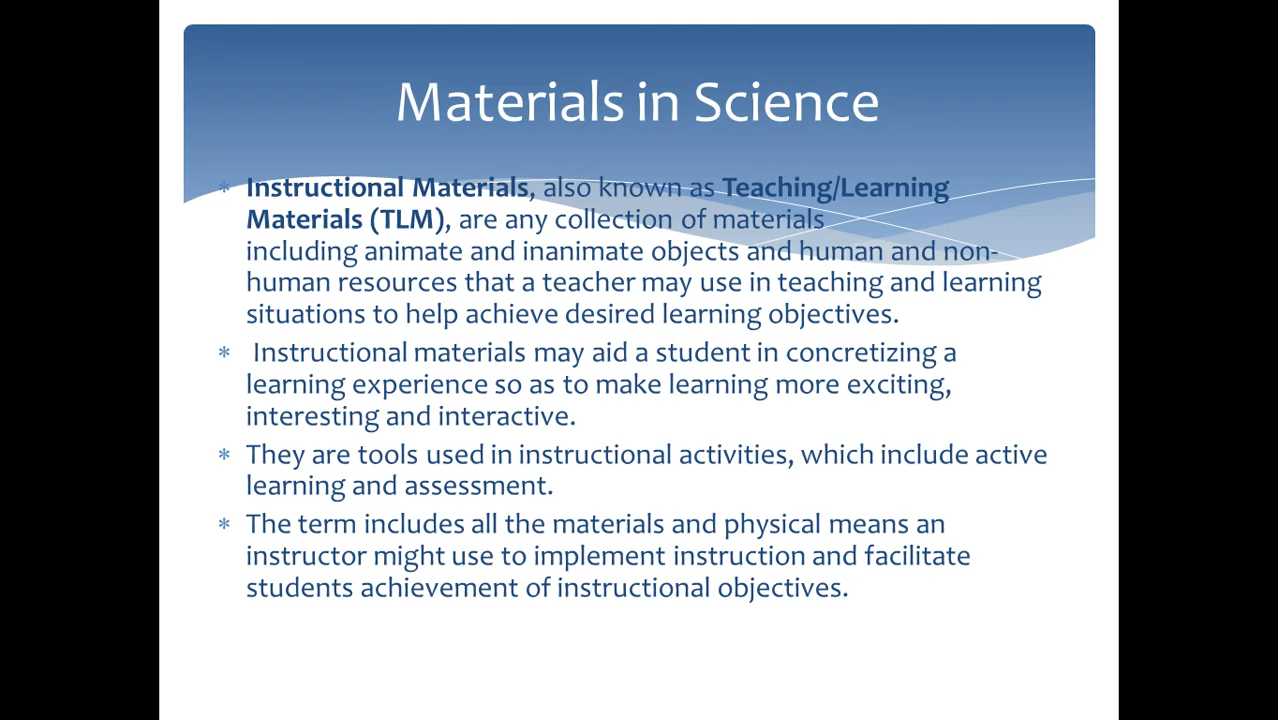 Materials in Science
* Instructional Materials, also known as Teaching/Learning
Materials (TLM), are any collection of materials
including animate and inanimate objects and human and non-
human resources that a teacher may use in teaching and learning
situations to help achieve desired learning objectives.
* Instructional materials may aid a student in concretizing a
learning experience so as to make learning more exciting,
interesting and interactive.
* They are tools used in instructional activities, which include active
learning and assessment.
* The term includes all the materials and physical means an
instructor might use to implement instruction and facilitate
students achievement of instructional objectives.